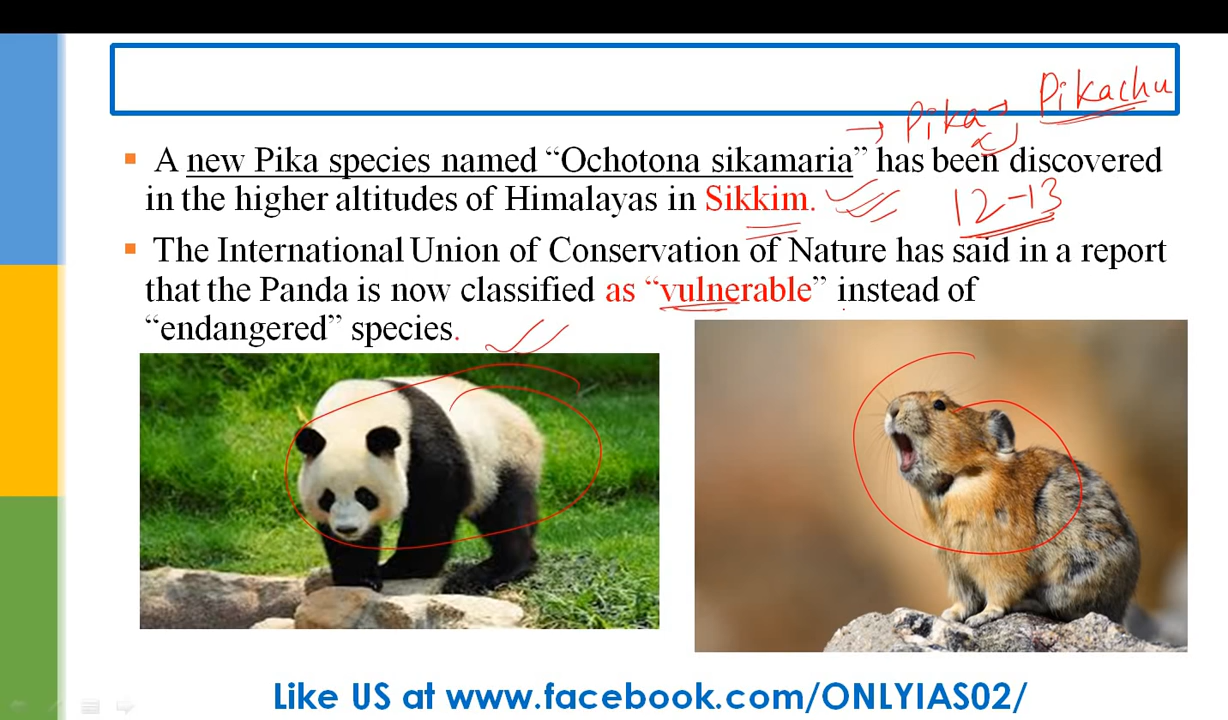 Pikachu
→ Pika →
A new Pika species named “Ochotona sikamaria” has been discovered
in the higher altitudes of Himalayas in Sikkim.
12-13
The International Union of Conservation of Nature has said in a report
that the Panda is now classified as “vulnerable” instead of
“endangered” species.
Like US at www.facebook.com/ONLYIAS02/